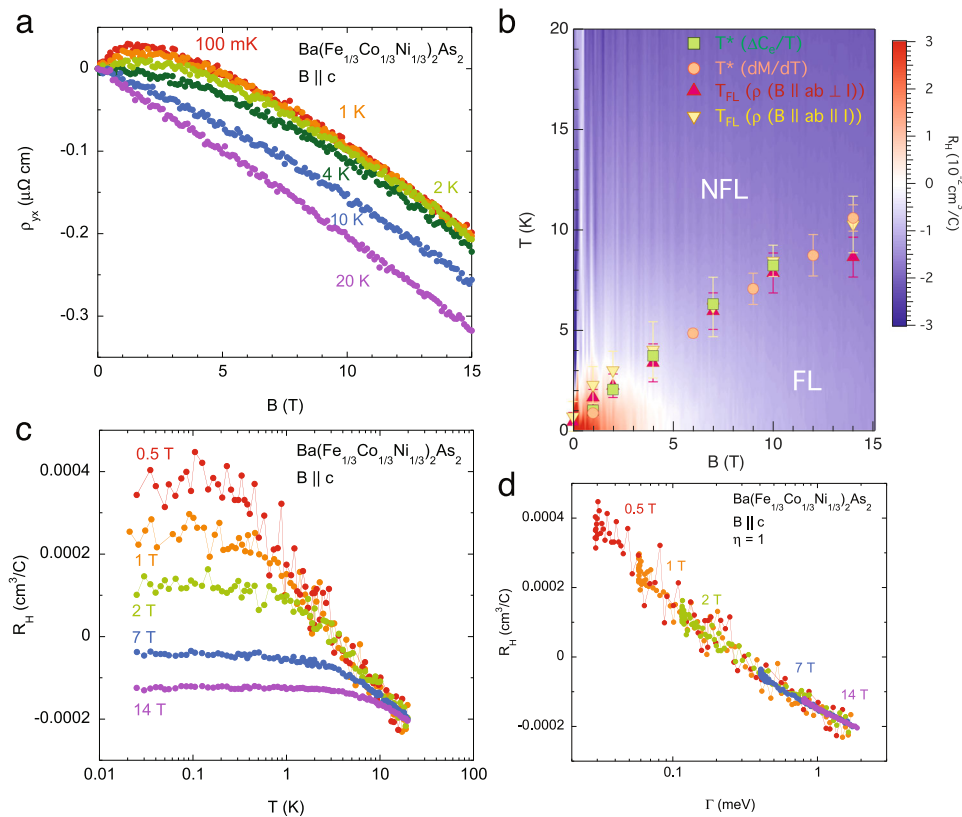 a
100 mK
Ba(Fe1/3Co1/3Ni1/3)2As2
B || c
1 K
2 K
4 K
10 K
20 K
0
-0.1
-0.2
-0.3
ρyx (μΩ cm)
0 5 10 15
B (T)
b
T* (ΔCe/T)
T* (dM/dT)
TFL (ρ (B || ab ⊥ I))
TFL (ρ (B || ab || I))
NFL
FL
20
15
10
5
0
T (K)
0 5 10 15
B (T)
3
2
1
0
-1
-2
-3
RH (10-2 cm3/C)
c
0.5 T
Ba(Fe1/3Co1/3Ni1/3)2As2
B || c
1 T
2 T
7 T
14 T
0.0004
0.0002
0
-0.0002
RH (cm3/C)
0.01 0.1 1 10 100
T (K)
d
0.5 T
Ba(Fe1/3Co1/3Ni1/3)2As2
B || c
η = 1
1 T
2 T
7 T
14 T
0.0004
0.0002
0
-0.0002
RH (cm3/C)
0.1 1
Γ (meV)